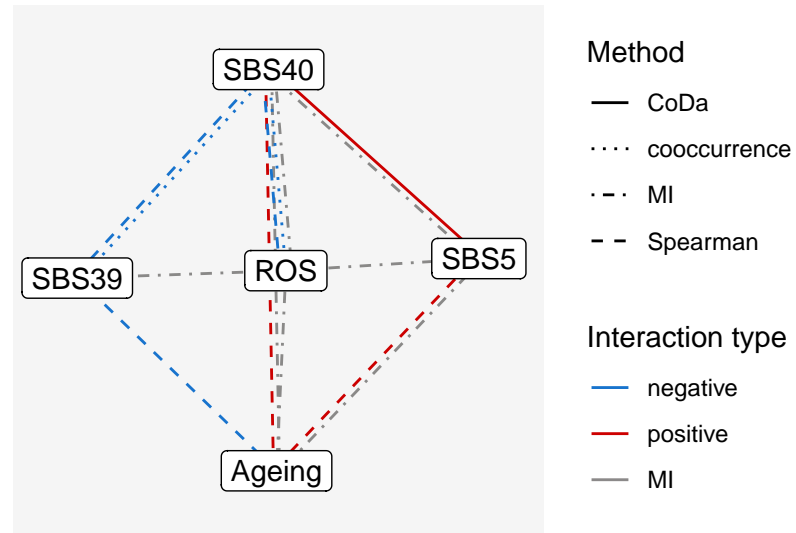 SBS40
SBS39
ROS
SBS5
Ageing
Method
CoDa
cooccurrence
MI
Spearman
Interaction type
negative
positive
MI